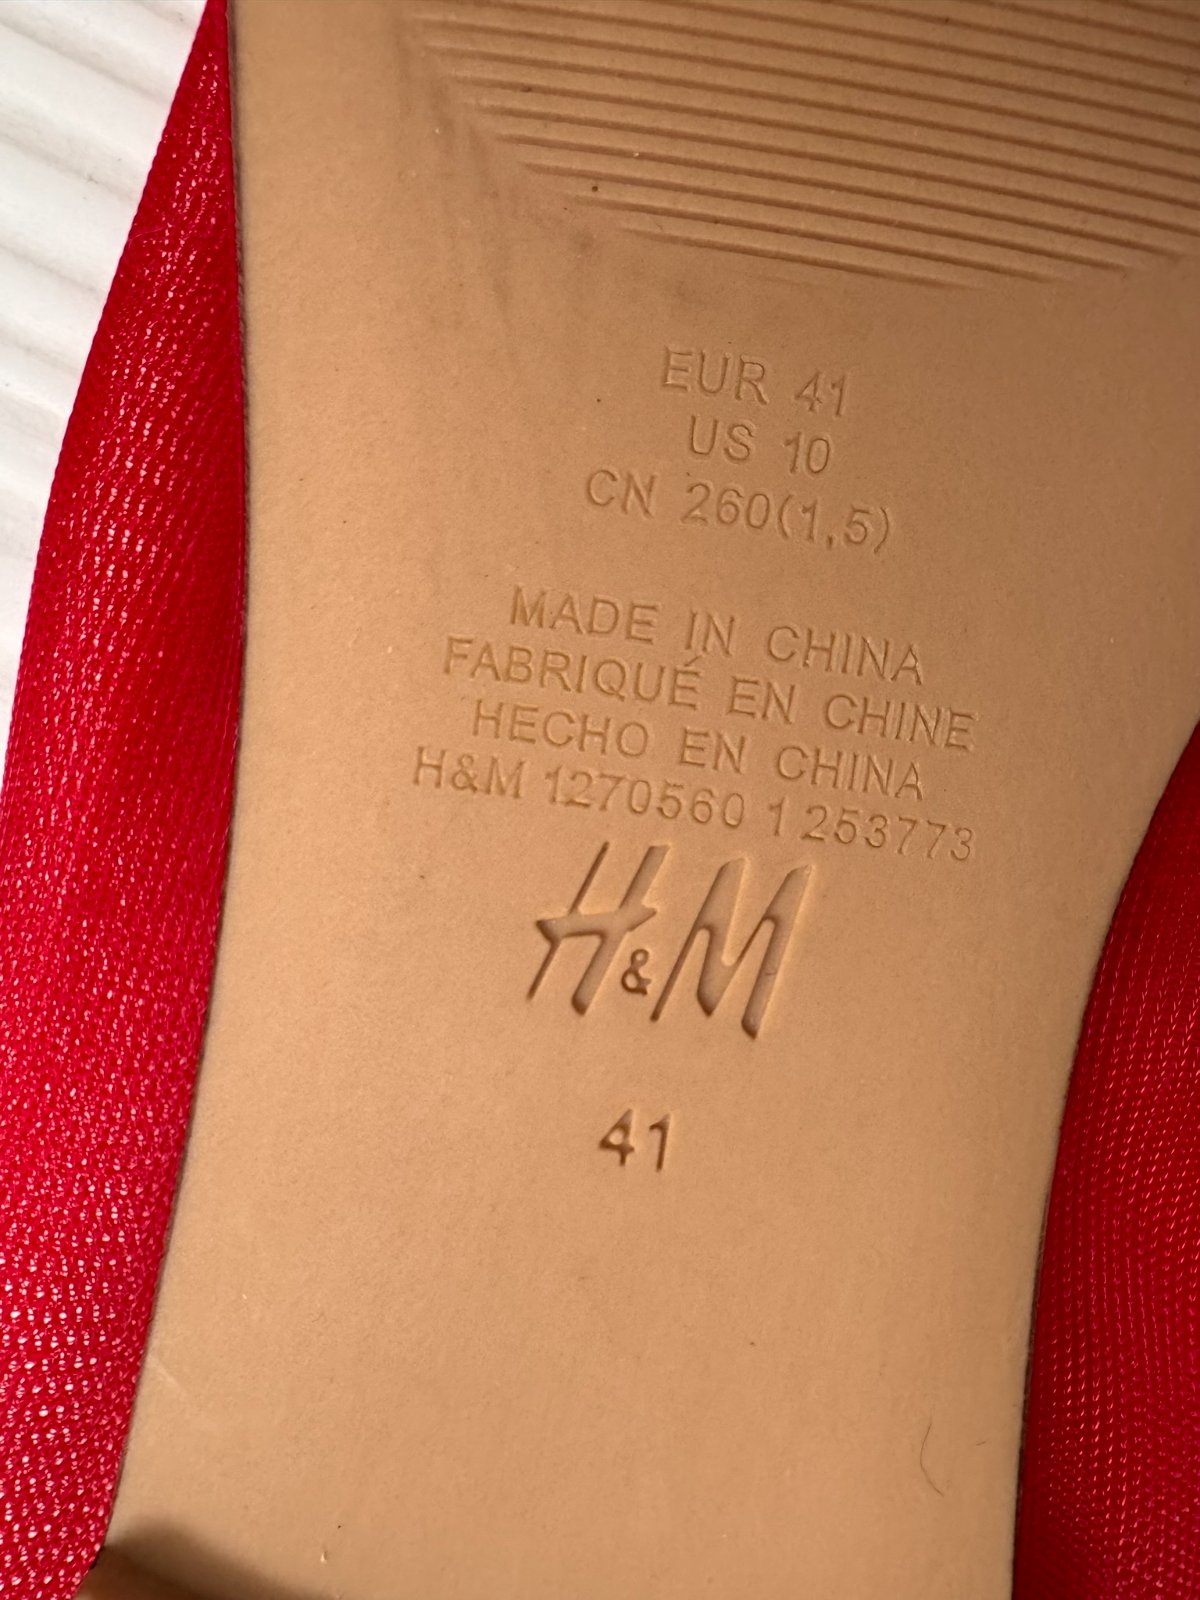 EUR 41
US 10
CN 260(1,5)
MADE IN CHINA
FABRIQUÉ EN CHINE
HECHO EN CHINA
H&M 1270560 1 253773
H&M
41